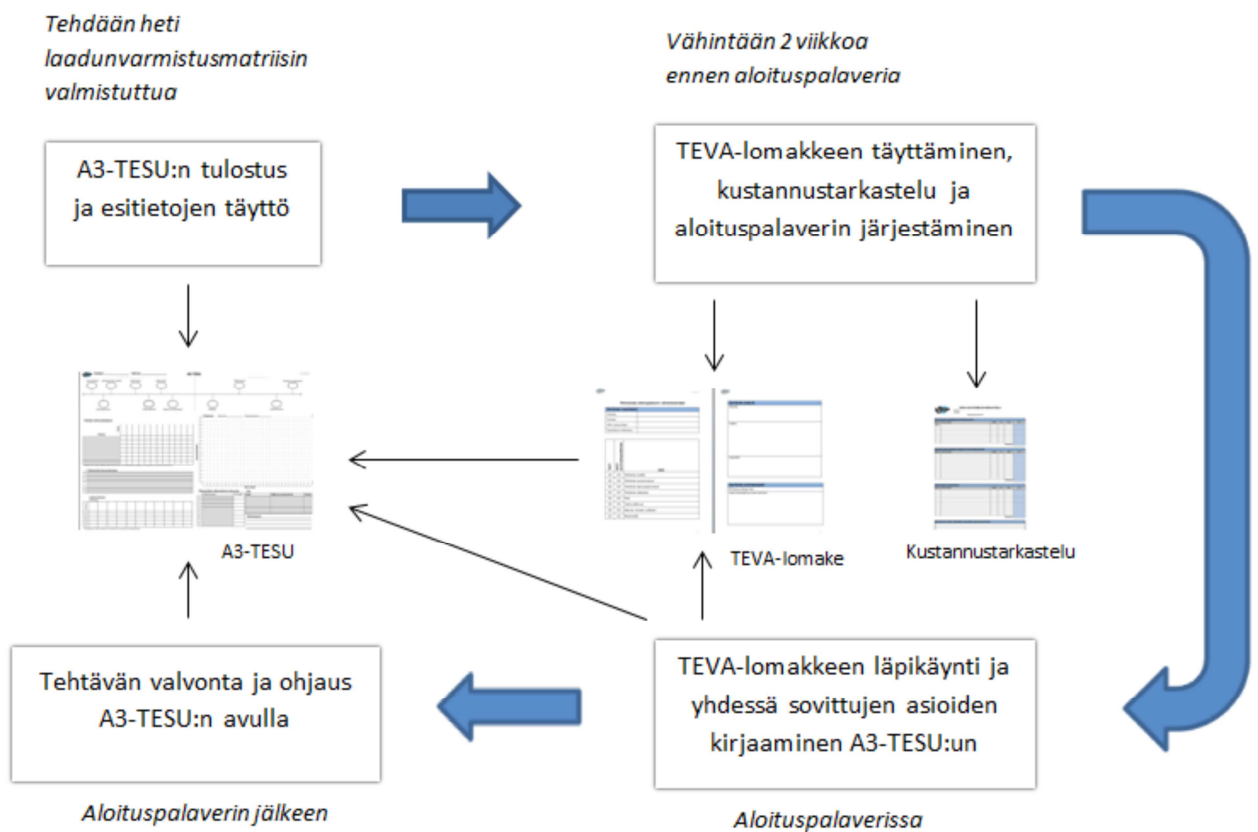 Tehdään heti
laadunvarmistusmatriisin
valmistuttua
Vähintään 2 viikkoa
ennen aloituspalaveria
A3-TESU:n tulostus
ja esitietojen täyttö
TEVA-lomakkeen täyttäminen,
kustannustarkastelu ja
aloituspalaverin järjestäminen
A3-TESU
TEVA-lomake
Kustannustarkastelu
Tehtävän valvonta ja ohjaus
A3-TESU:n avulla
TEVA-lomakkeen läpikäynti ja
yhdessä sovittujen asioiden
kirjaaminen A3-TESU:un
Aloituspalaverin jälkeen
Aloituspalaverissa